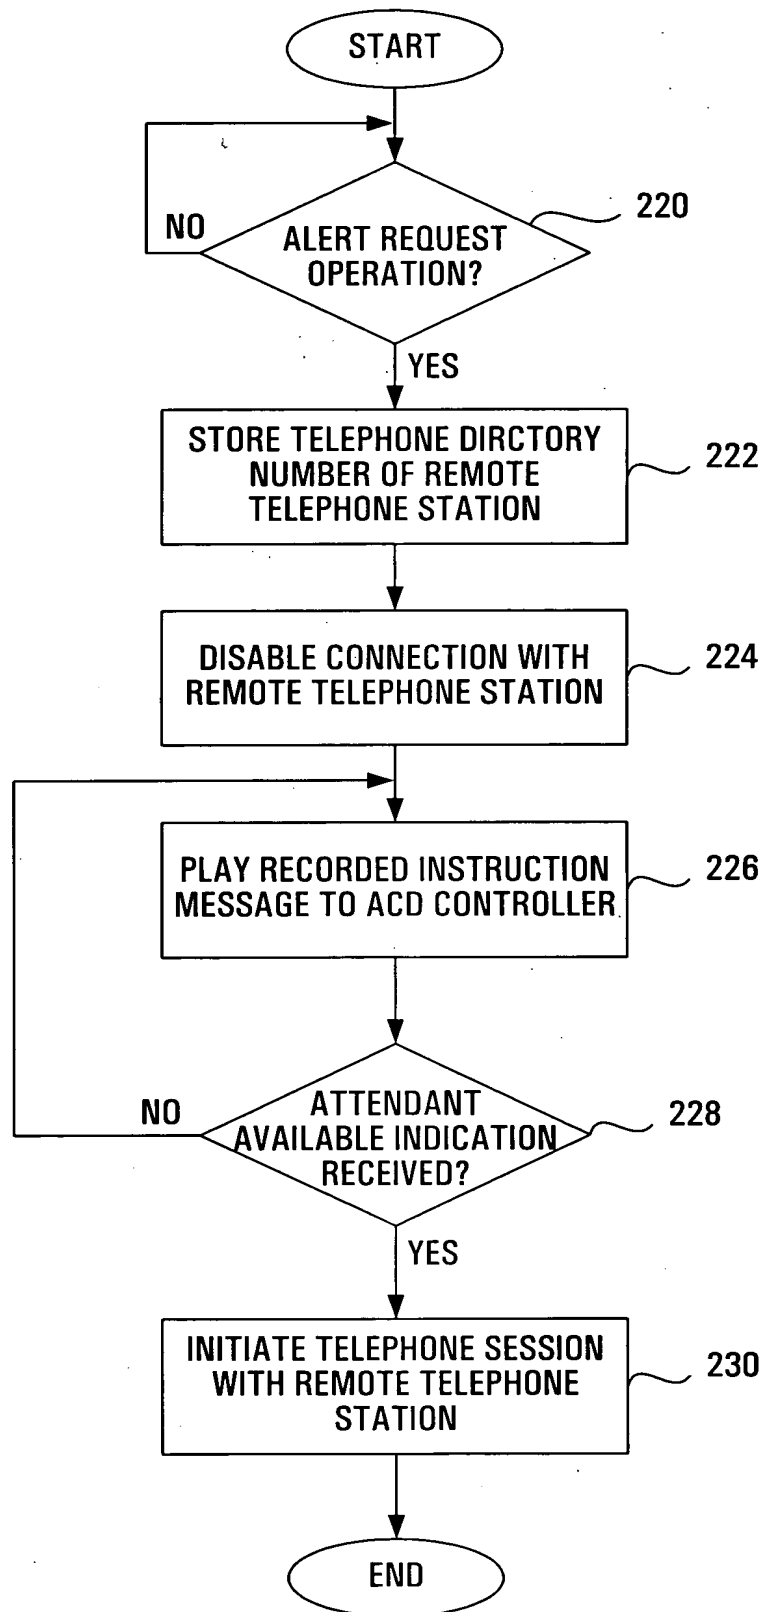 START
NO
ALERT REQUEST
OPERATION?
220
YES
STORE TELEPHONE DIRCTORY
NUMBER OF REMOTE
TELEPHONE STATION
222
DISABLE CONNECTION WITH
REMOTE TELEPHONE STATION
224
PLAY RECORDED INSTRUCTION
MESSAGE TO ACD CONTROLLER
226
NO
ATTENDANT
AVAILABLE INDICATION
RECEIVED?
228
YES
INITIATE TELEPHONE SESSION
WITH REMOTE TELEPHONE
STATION
230
END